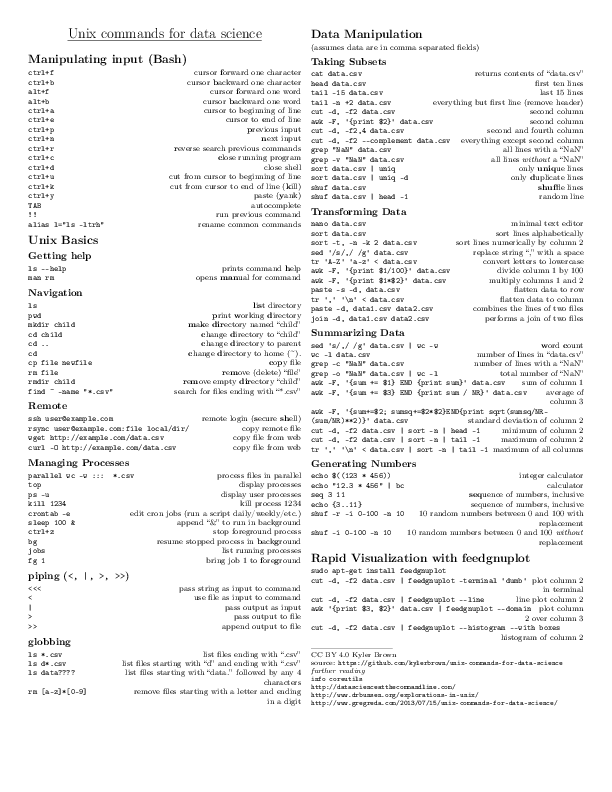 Unix commands for data science
Manipulating input (Bash)
ctrl+f cursor forward one character
ctrl+b cursor backward one character
alt+f cursor forward one word
alt+b cursor backward one word
ctrl+a cursor to beginning of line
ctrl+e cursor to end of line
ctrl+p previous input
ctrl+n next input
ctrl+r reverse search previous commands
ctrl+c close running program
ctrl+d close shell
ctrl+u cut from cursor to beginning of line
ctrl+k cut from cursor to end of line (kill)
ctrl+y paste (yank)
TAB autocomplete
!! run previous command
alias l="ls -ltrh" rename common commands
Unix Basics
Getting help
ls --help prints command help
man rm opens manual for command
Navigation
ls list directory
pwd print working directory
mkdir child make directory named "child"
cd child change directory to "child"
cd .. change directory to parent
cd change directory to home (~).
cp file newfile copy file
rm file remove (delete) "file"
rmdir child remove empty directory "child"
find ~ -name "*.csv" search for files ending with "*.csv"
Remote
ssh user@example.com remote login (secure shell)
rsync user@example.com:file local/dir/ copy remote file
wget http://example.com/data.csv copy file from web
curl -O http://example.com/data.csv copy file from web
Managing Processes
parallel wc -w ::: *.csv process files in parallel
top display processes
ps -u display user processes
kill 1234 kill process 1234
crontab -e edit cron jobs (run a script daily/weekly/etc.)
sleep 100 & append "&" to run in background
ctrl+z stop foreground process
bg resume stopped process in background
jobs list running processes
fg 1 bring job 1 to foreground
piping (<, |, >, >>)
<<< pass string as input to command
< use file as input to command
| pass output as input
> pass output to file
>> append output to file
globbing
ls *.csv list files ending with ".csv"
ls d*.csv list files starting with "d" and ending with ".csv"
ls data???? list files starting with "data." followed by any 4
characters
rm [a-z]*[0-9] remove files starting with a letter and ending
in a digit
Data Manipulation
(assumes data are in comma separated fields)
Taking Subsets
cat data.csv returns contents of "data.csv"
head data.csv first ten lines
tail -15 data.csv last 15 lines
tail -n +2 data.csv everything but first line (remove header)
cut -d, -f2 data.csv second column
awk -F, '{print $2}' data.csv second column
cut -d, -f2,4 data.csv second and fourth column
cut -d, -f2 --complement data.csv everything except second column
grep "NaN" data.csv all lines with a "NaN"
grep -v "NaN" data.csv all lines without a "NaN"
sort data.csv | uniq only unique lines
sort data.csv | uniq -d only duplicate lines
shuf data.csv shuffle lines
shuf data.csv | head -1 random line
Transforming Data
nano data.csv minimal text editor
sort data.csv sort lines alphabetically
sort -t, -n -k 2 data.csv sort lines numerically by column 2
sed 's/,/ /g' data.csv replace string "," with a space
tr 'A-Z' 'a-z' < data.csv convert letters to lowercase
awk -F, '{print $1/100}' data.csv divide column 1 by 100
awk -F, '{print $1*$2}' data.csv multiply columns 1 and 2
paste -s -d, data.csv flatten data to row
tr ',' '\n' < data.csv flatten data to column
paste -d, data1.csv data2.csv combines the lines of two files
join -d, data1.csv data2.csv performs a join of two files
Summarizing Data
sed 's/,/ /g' data.csv | wc -w word count
wc -l data.csv number of lines in "data.csv"
grep -c "NaN" data.csv number of lines with a "NaN"
grep -o "NaN" data.csv | wc -l total number of "NaN"
awk -F, '{sum += $1} END {print sum}' data.csv sum of column 1
awk -F, '{sum += $3} END {print sum / NR}' data.csv average of
column 3
awk -F, '{sum+=$2; sumsq+=$2*$2}END{print sqrt(sumsq/NR-
(sum/NR)**2)}' data.csv standard deviation of column 2
cut -d, -f2 data.csv | sort -n | head -1 minimum of column 2
cut -d, -f2 data.csv | sort -n | tail -1 maximum of column 2
tr ',' '\n' < data.csv | sort -n | tail -1 maximum of all columns
Generating Numbers
echo $((123 * 456)) integer calculator
echo "12.3 * 456" | bc calculator
seq 3 11 sequence of numbers, inclusive
echo {3..11} sequence of numbers, inclusive
shuf -r -i 0-100 -n 10 10 random numbers between 0 and 100 with
replacement
shuf -i 0-100 -n 10 10 random numbers between 0 and 100 without
replacement
Rapid Visualization with feedgnuplot
sudo apt-get install feedgnuplot
cut -d, -f2 data.csv | feedgnuplot -terminal 'dumb' plot column 2
in terminal
cut -d, -f2 data.csv | feedgnuplot --line line plot column 2
awk '{print $3, $2}' data.csv | feedgnuplot --domain plot column
2 over column 3
cut -d, -f2 data.csv | feedgnuplot --histogram --with boxes
histogram of column 2
CC BY 4.0 Kyler Brown
source: https://github.com/kylerbrown/unix-commands-for-data-science
further reading
info coreutils
http://datascienceatthecommandline.com/
http://www.drbunsen.org/explorations-in-unix/
http://www.gregreda.com/2013/07/15/unix-commands-for-data-science/